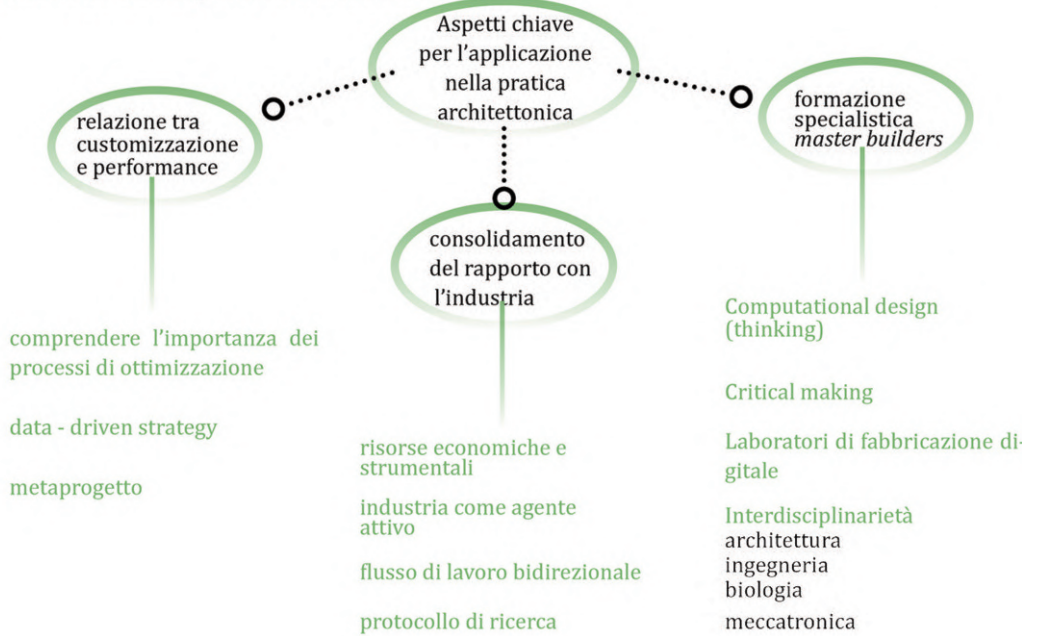 Aspetti chiave
per l'applicazione
nella pratica
architettonica
relazione tra
customizzazione
e performance
formazione
specialistica
master builders
consolidamento
del rapporto con
l'industria
comprendere l'importanza dei
processi di ottimizzazione
data - driven strategy
metaprogetto
risorse economiche e
strumentali
industria come agente
attivo
flusso di lavoro bidirezionale
protocollo di ricerca
Computational design
(thinking)
Critical making
Laboratori di fabbricazione di-
gitale
Interdisciplinarietà
architettura
ingegneria
biologia
meccatronica